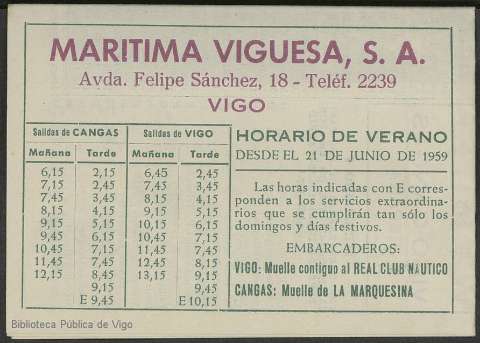 MARITIMA VIGUESA, S. A.
Avda. Felipe Sánchez, 18 - Teléf. 2239
VIGO
Salidas de CANGAS Salidas de VIGO
Mañana Tarde Mañana Tarde
6,15 2,15 6,45 2,45
7,15 2,45 7,45 3,45
7,45 3,45 8,15 4,15
8,15 4,15 9,15 5,15
9,15 5,15 9,45 6,15
9,45 6,15 10,45 6,45
10,45 7,15 11,45 7,15
11,45 7,45 12,45 8,15
12,15 8,45 13,15 9,15
9,15 9,45
E 9,45 E 10,15
HORARIO DE VERANO
DESDE EL 21 DE JUNIO DE 1959
Las horas indicadas con E corres-
ponden a los servicios extraordina-
rios que se cumplirán tan sólo los
domingos y días festivos.
EMBARCADEROS:
VIGO: Muelle contiguo al REAL CLUB NAUTICO
CANGAS: Muelle de LA MARQUESINA
Biblioteca Pública de Vigo